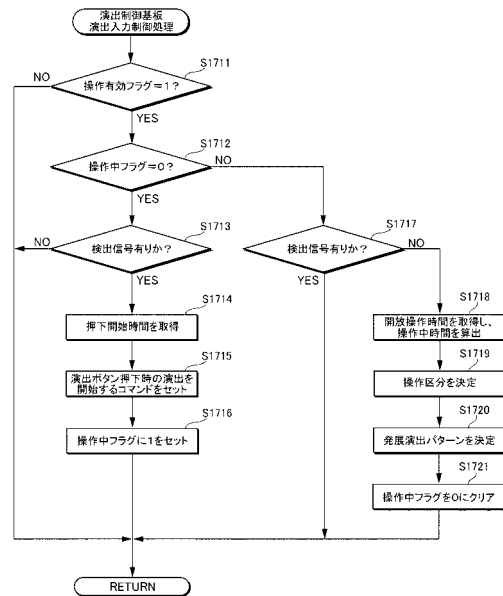 演出制御基板
演出入力制御処理
S1711
操作有効フラグ=1?
NO
YES
S1712
操作中フラグ=0?
NO
YES
S1713
検出信号有りか?
NO
YES
S1714
押下開始時間を取得
S1715
演出ボタン押下時の演出を
開始するコマンドをセット
S1716
操作中フラグに1をセット
S1717
検出信号有りか?
NO
YES
S1718
開放操作時間を取得し、
操作中時間を算出
S1719
操作区分を決定
S1720
発展演出パターンを決定
S1721
操作中フラグを0にクリア
RETURN